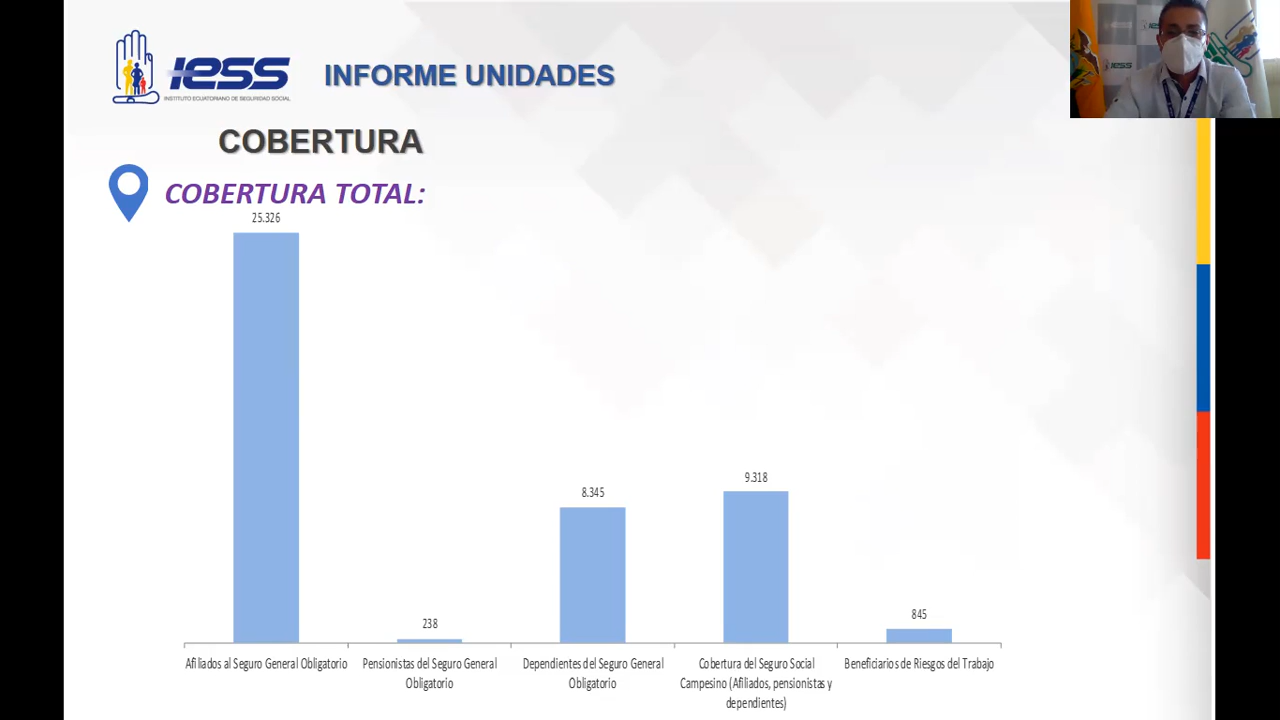 IESS
INSTITUTO ECUATORIANO DE SEGURIDAD SOCIAL
INFORME UNIDADES
COBERTURA
COBERTURA TOTAL:
25.326
238
8.345
9.318
845
Afiliados al Seguro General Obligatorio
Pensionistas del Seguro General
Obligatorio
Dependientes del Seguro General
Obligatorio
Cobertura del Seguro Social
Campesino (Afiliados, pensionistas y
dependientes)
Beneficiarios de Riesgos del Trabajo